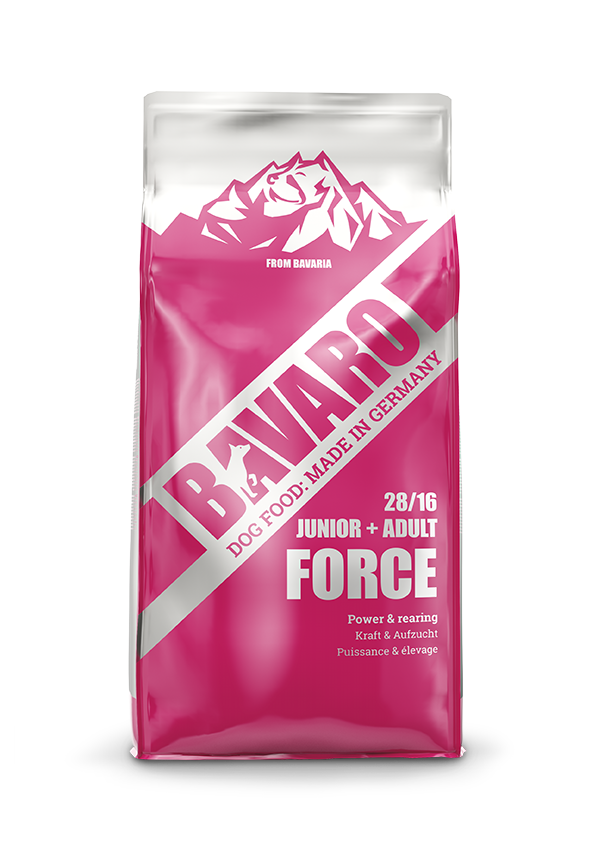 FROM BAVARIA
BAVARO
DOG FOOD: MADE IN GERMANY
28/16
JUNIOR + ADULT
FORCE
Power & rearing
Kraft & Aufzucht
Puissance & élevage